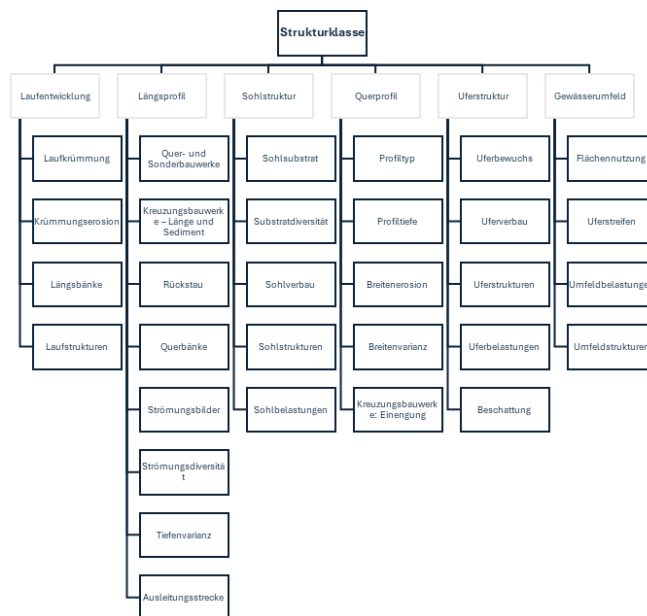 Strukturklasse
Laufentwicklung
Längsprofil
Sohlstruktur
Querprofil
Uferstruktur
Gewässerumfeld
Laufkrümmung
Krümmungserosion
Längsbänke
Laufstrukturen
Quer- und
Sonderbauwerke
Kreuzungsbauwerk
e – Länge und
Sediment
Rückstau
Querbänke
Strömungsbilder
Strömungsdiversitä
t
Tiefenvarianz
Ausleitungsstrecke
Sohlsubstrat
Substratdiversität
Sohlverbau
Sohlstrukturen
Sohlbelastungen
Profiltyp
Profiltiefe
Breitenerosion
Breitenvarianz
Kreuzungsbauwerk
e: Einengung
Uferbewuchs
Uferverbau
Uferstrukturen
Uferbelastungen
Beschattung
Flächennutzung
Uferstreifen
Umfeldbelastunge
Umfeldstrukturen